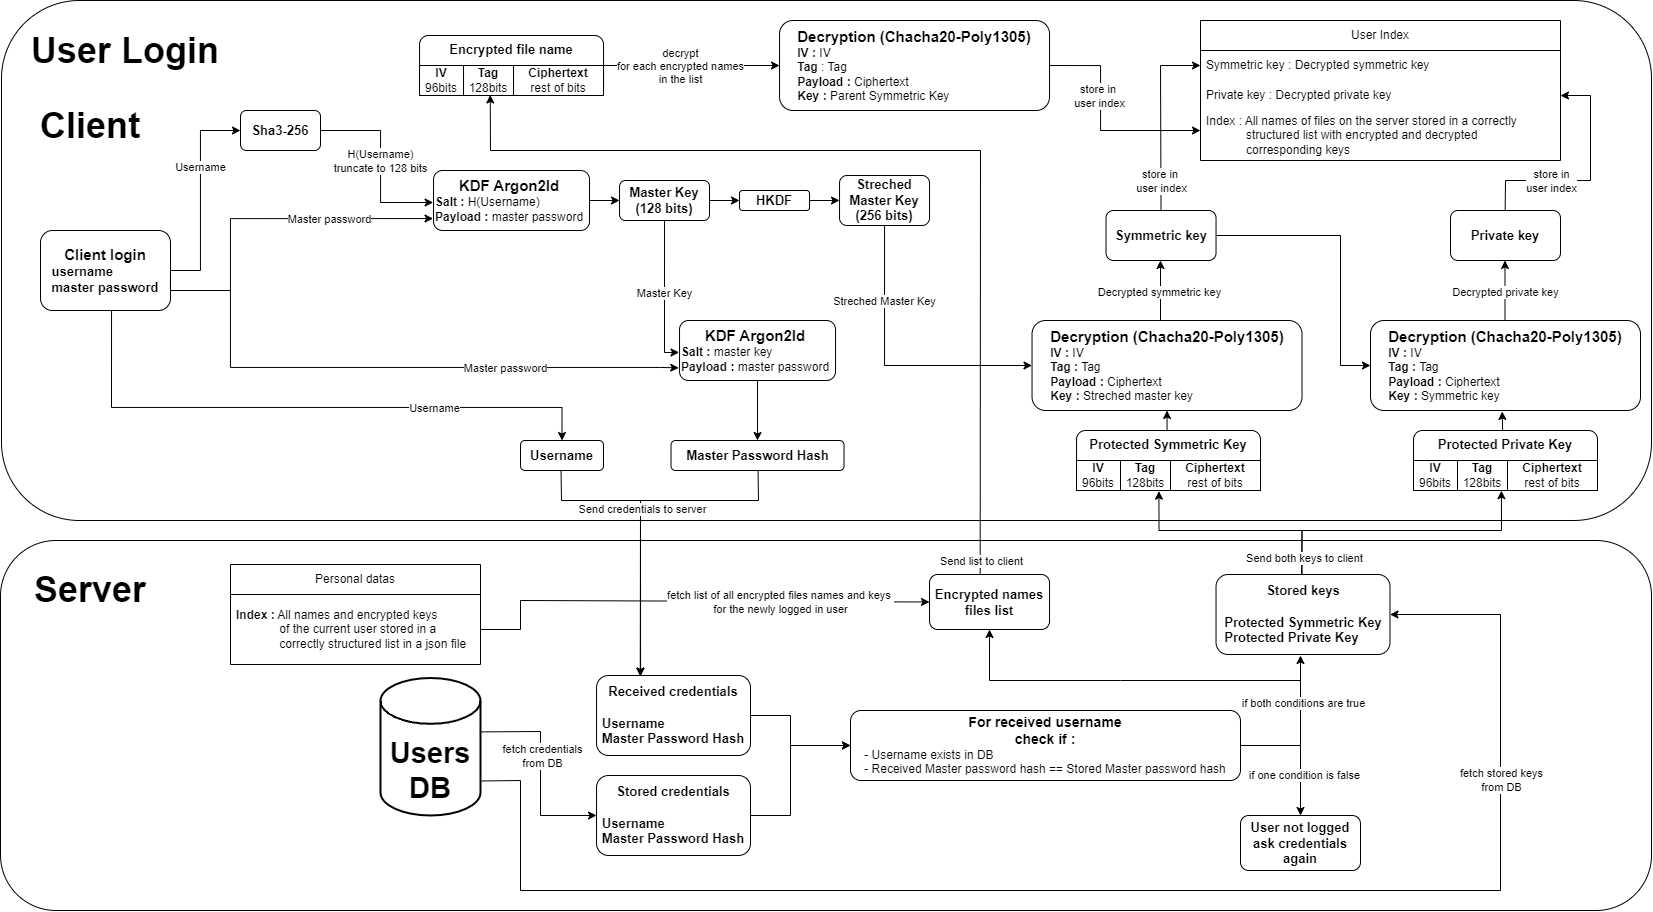 User Login
Client
Encrypted file name
IV
96bits
Tag
128bits
Ciphertext
rest of bits
decrypt
for each encrypted names
in the list
Decryption (Chacha20-Poly1305)
IV : IV
Tag : Tag
Payload : Ciphertext
Key : Parent Symmetric Key
store in
user index
User Index
Symmetric key : Decrypted symmetric key
Private key : Decrypted private key
Index : All names of files on the server stored in a correctly
structured list with encrypted and decrypted
corresponding keys
Sha3-256
Username
H(Username)
truncate to 128 bits
Master password
KDF Argon2Id
Salt : H(Username)
Payload : master password
Master Key
(128 bits)
HKDF
Streched
Master Key
(256 bits)
store in
user index
store in
user index
Client login
username
master password
Symmetric key
Private key
Master Key
Streched Master Key
Decrypted symmetric key
Decrypted private key
KDF Argon2Id
Salt : master key
Payload : master password
Master password
Decryption (Chacha20-Poly1305)
IV : IV
Tag : Tag
Payload : Ciphertext
Key : Streched master key
Decryption (Chacha20-Poly1305)
IV : IV
Tag : Tag
Payload : Ciphertext
Key : Symmetric key
Username
Username
Master Password Hash
Protected Symmetric Key
IV
96bits
Tag
128bits
Ciphertext
rest of bits
Protected Private Key
IV
96bits
Tag
128bits
Ciphertext
rest of bits
Send credentials to server
Server
Personal datas
Index : All names and encrypted keys
of the current user stored in a
correctly structured list in a json file
fetch list of all encrypted files names and keys
for the newly logged in user
Send list to client
Encrypted names
files list
Send both keys to client
Stored keys
Protected Symmetric Key
Protected Private Key
Users
DB
fetch credentials
from DB
Received credentials
Username
Master Password Hash
Stored credentials
Username
Master Password Hash
For received username
check if :
- Username exists in DB
- Received Master password hash == Stored Master password hash
if both conditions are true
if one condition is false
User not logged
ask credentials
again
fetch stored keys
from DB